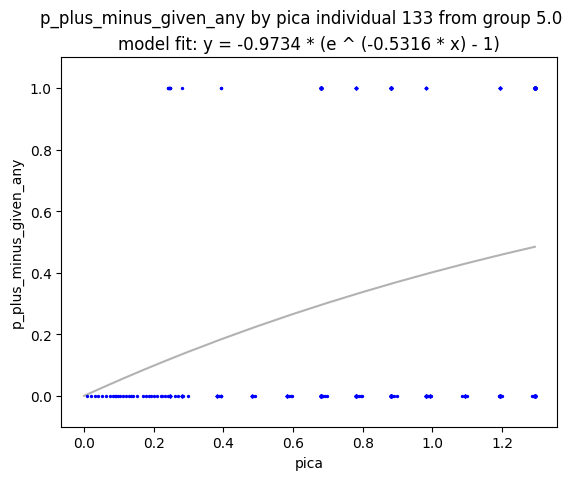 p_plus_minus_given_any by pica individual 133 from group 5.0
model fit: y = -0.9734 * (e ^ (-0.5316 * x) - 1)
1.0
0.8
0.6
0.4
0.2
0.0
p_plus_minus_given_any
0.0 0.2 0.4 0.6 0.8 1.0 1.2
pica